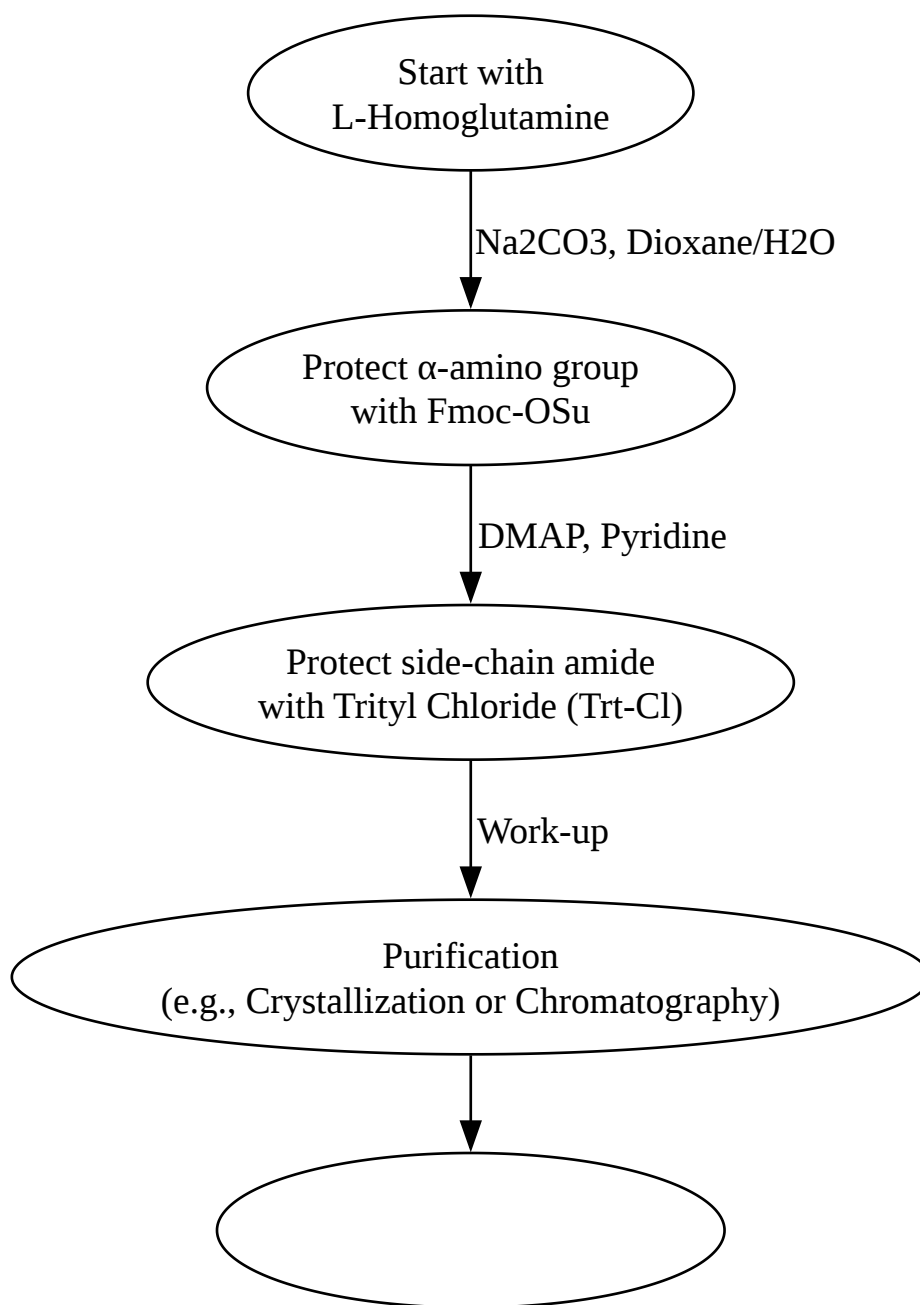 Start with
L-Homoglutamine
Na2CO3, Dioxane/H2O
Protect α-amino group
with Fmoc-OSu
DMAP, Pyridine
Protect side-chain amide
with Trityl Chloride (Trt-Cl)
Work-up
Purification
(e.g., Crystallization or Chromatography)